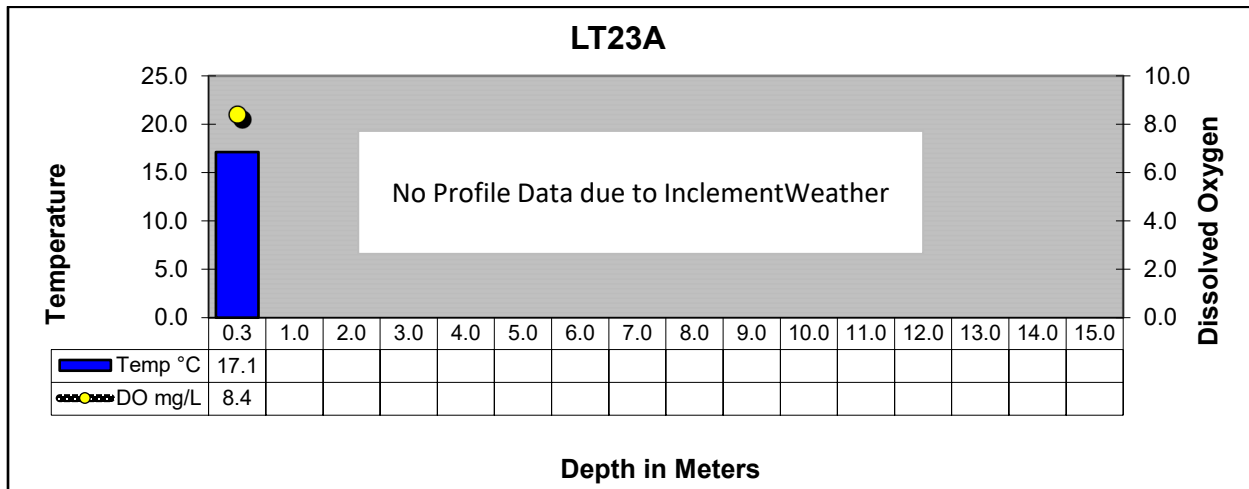 LT23A
25.0
20.0
15.0
10.0
5.0
0.0
Temperature
10.0
8.0
6.0
4.0
2.0
0.0
Dissolved Oxygen
No Profile Data due to InclementWeather
0.3 1.0 2.0 3.0 4.0 5.0 6.0 7.0 8.0 9.0 10.0 11.0 12.0 13.0 14.0 15.0
Temp °C 17.1
DO mg/L 8.4
Depth in Meters